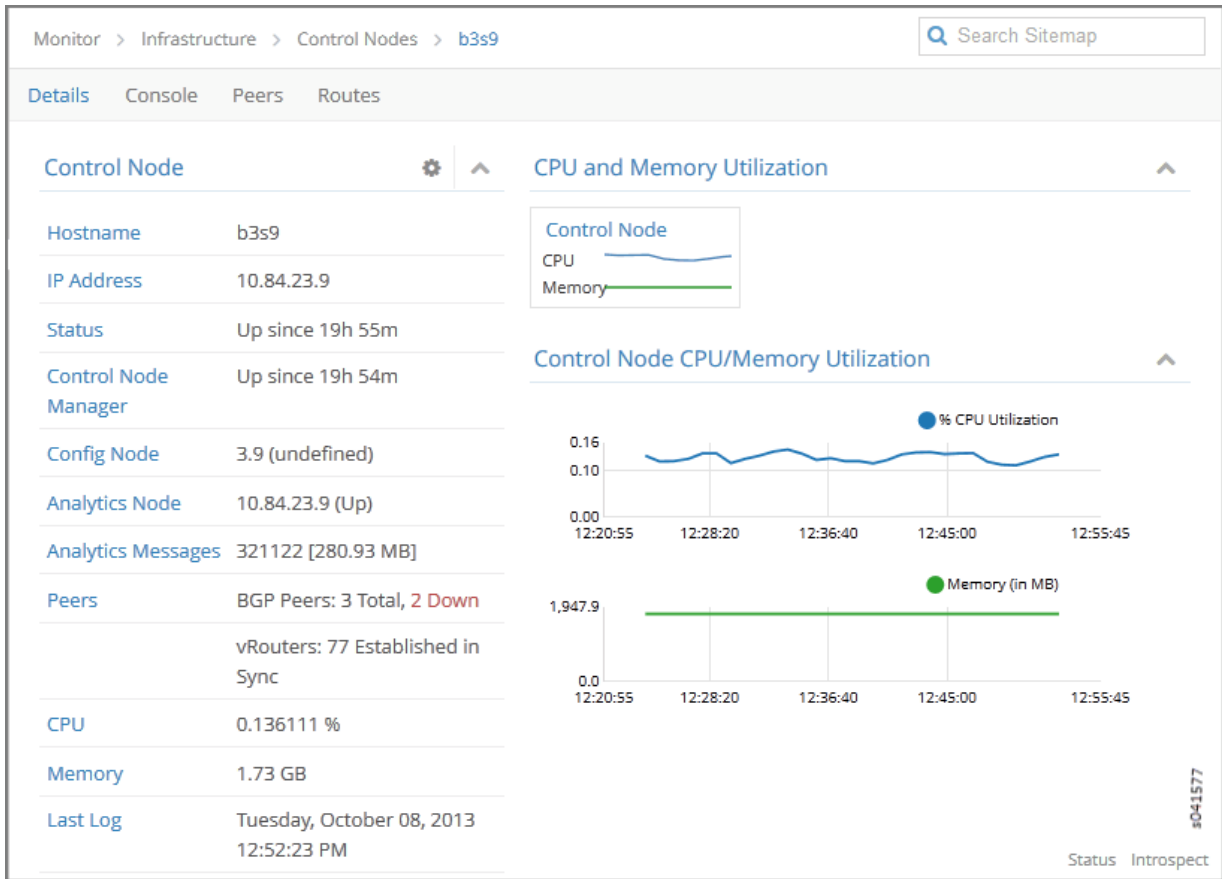 Monitor > Infrastructure > Control Nodes > b3s9
Search Sitemap
Details Console Peers Routes
Control Node
Hostname b3s9
IP Address 10.84.23.9
Status Up since 19h 55m
Control Node Manager Up since 19h 54m
Config Node 3.9 (undefined)
Analytics Node 10.84.23.9 (Up)
Analytics Messages 321122 [280.93 MB]
Peers BGP Peers: 3 Total, 2 Down
vRouters: 77 Established in
Sync
CPU 0.136111 %
Memory 1.73 GB
Last Log Tuesday, October 08, 2013
12:52:23 PM
CPU and Memory Utilization
Control Node
CPU
Memory
Control Node CPU/Memory Utilization
% CPU Utilization
0.16
0.10
0.00
12:20:55 12:28:20 12:36:40 12:45:00 12:55:45
Memory (in MB)
1,947.9
0.0
12:20:55 12:28:20 12:36:40 12:45:00 12:55:45
s041577
Status Introspect